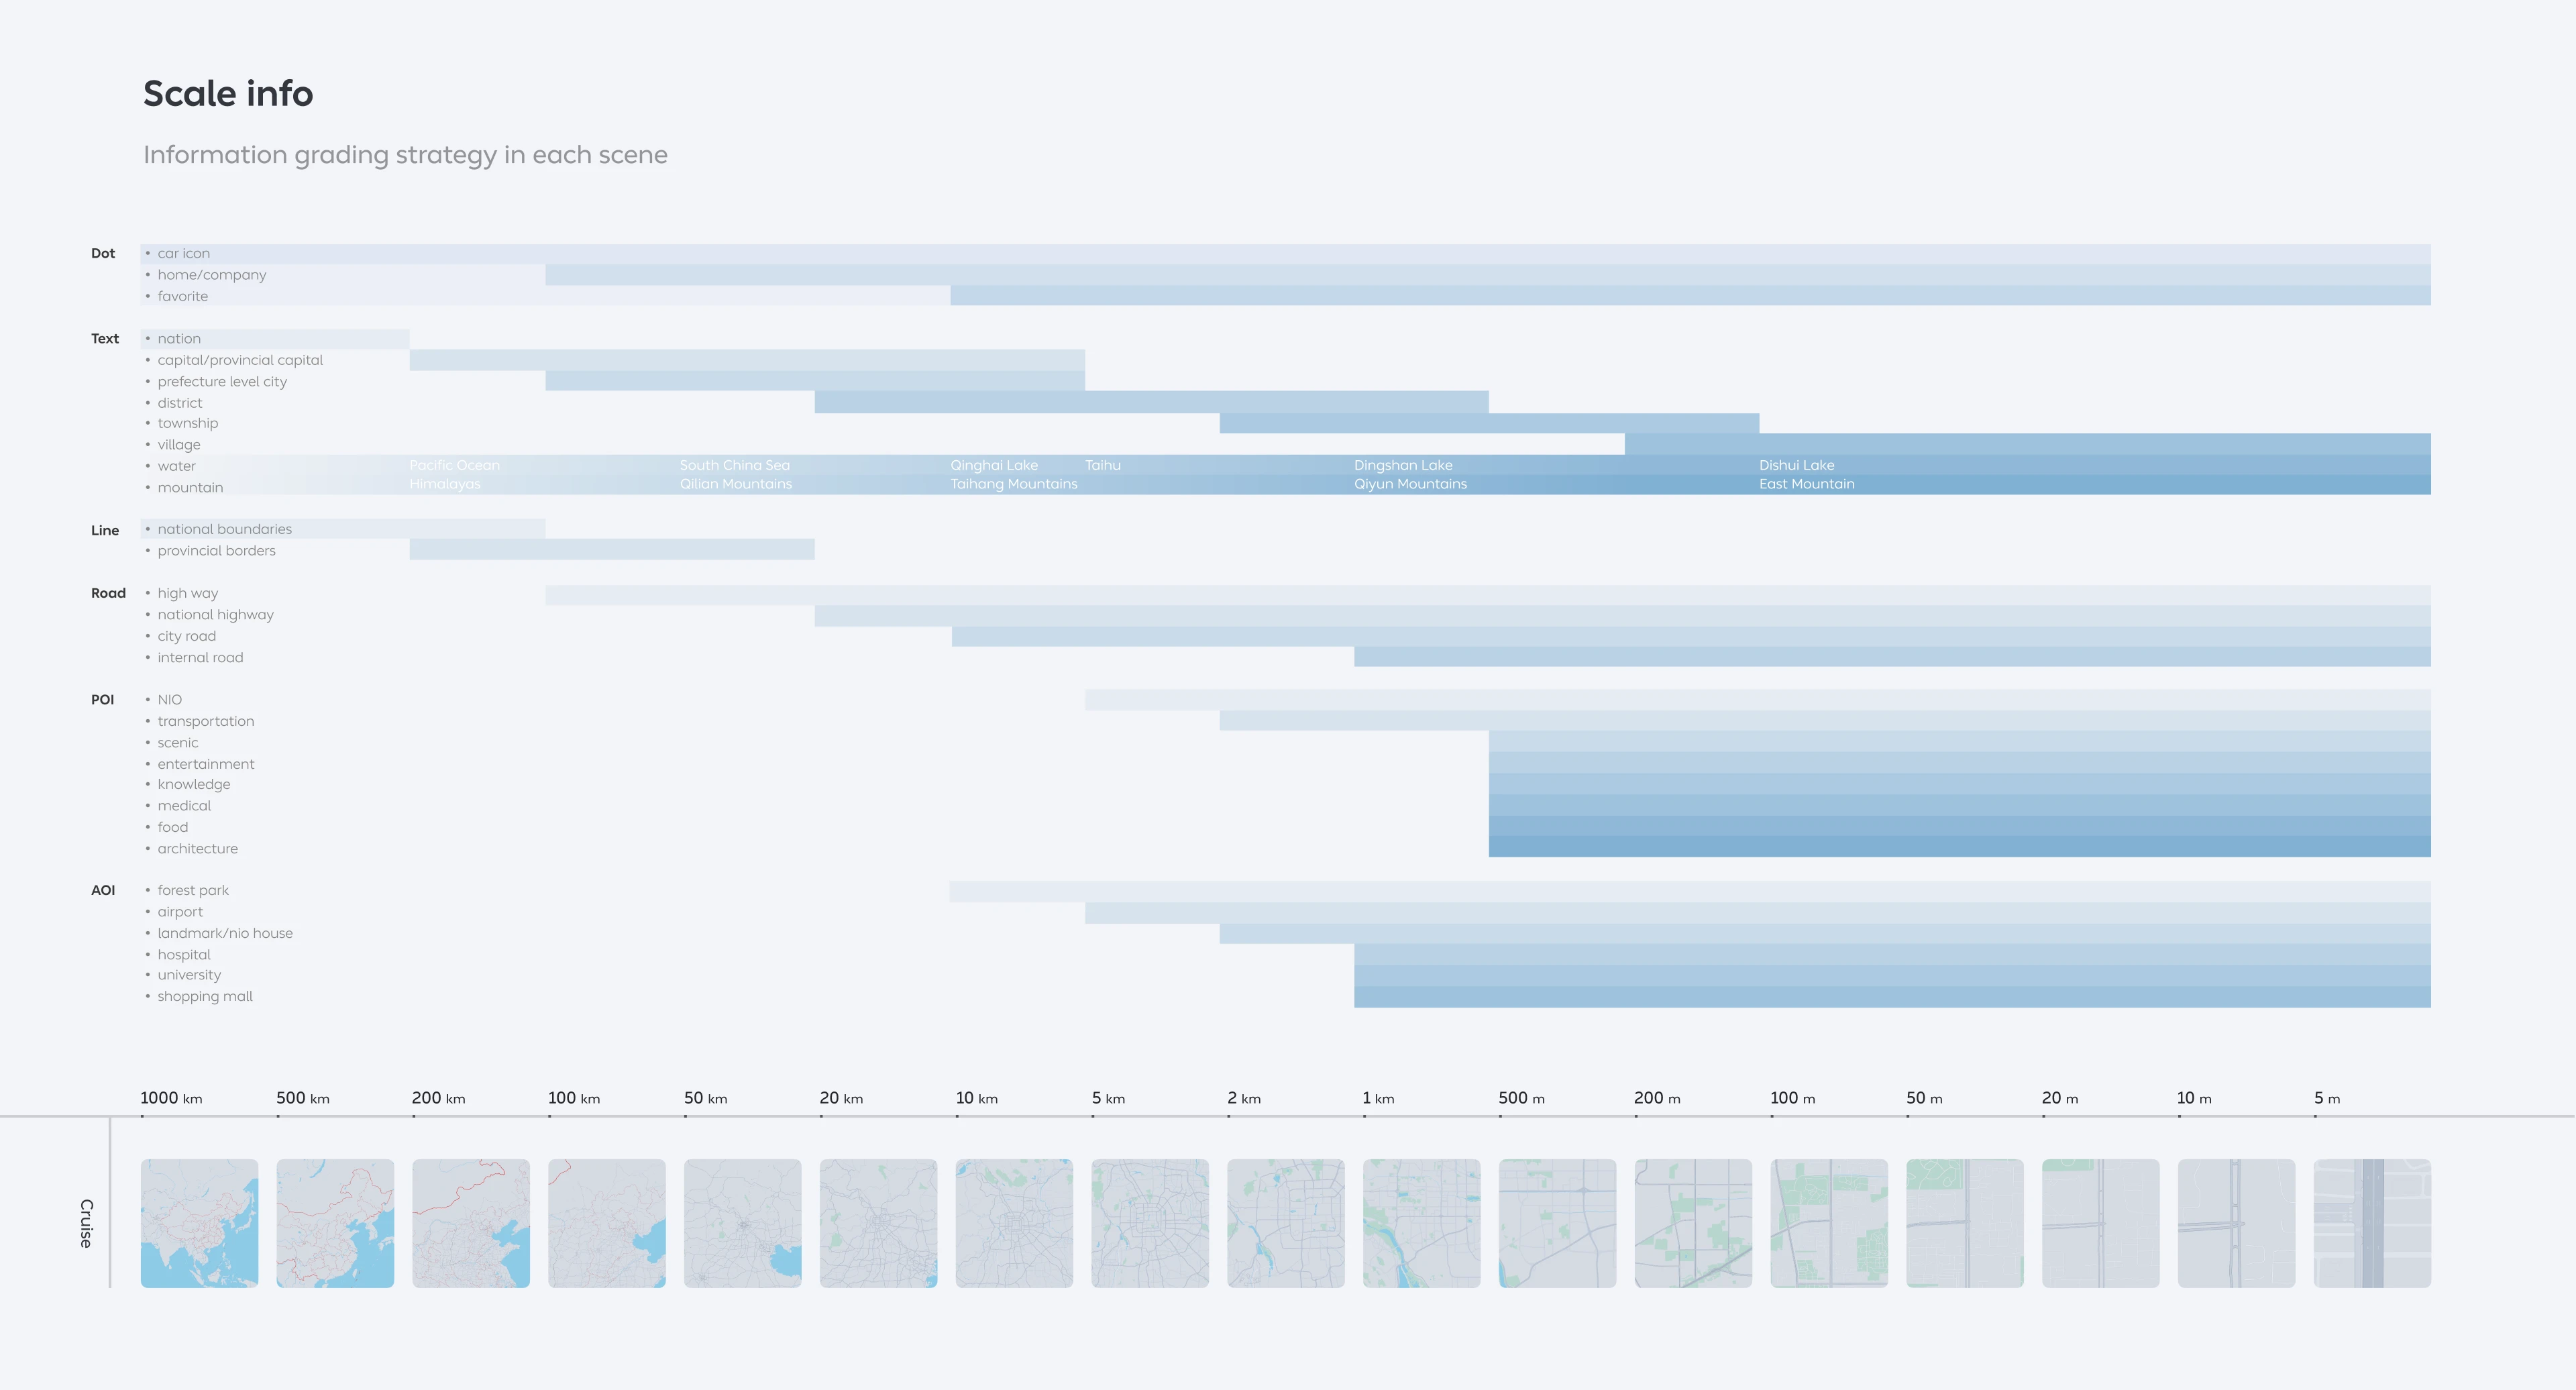 Scale info
Information grading strategy in each scene
Dot
• car icon
• home/company
• favorite
Text
• nation
• capital/provincial capital
• prefecture level city
• district
• township
• village
• water Pacific Ocean South China Sea Qinghai Lake Taihu Dingshan Lake Dishui Lake
• mountain Himalayas Qilian Mountains Taihang Mountains Qiyun Mountains East Mountain
Line
• national boundaries
• provincial borders
Road
• high way
• national highway
• city road
• internal road
POI
• NIO
• transportation
• scenic
• entertainment
• knowledge
• medical
• food
• architecture
AOI
• forest park
• airport
• landmark/nio house
• hospital
• university
• shopping mall
1000 km 500 km 200 km 100 km 50 km 20 km 10 km 5 km 2 km 1 km 500 m 200 m 100 m 50 m 20 m 10 m 5 m
Cruise